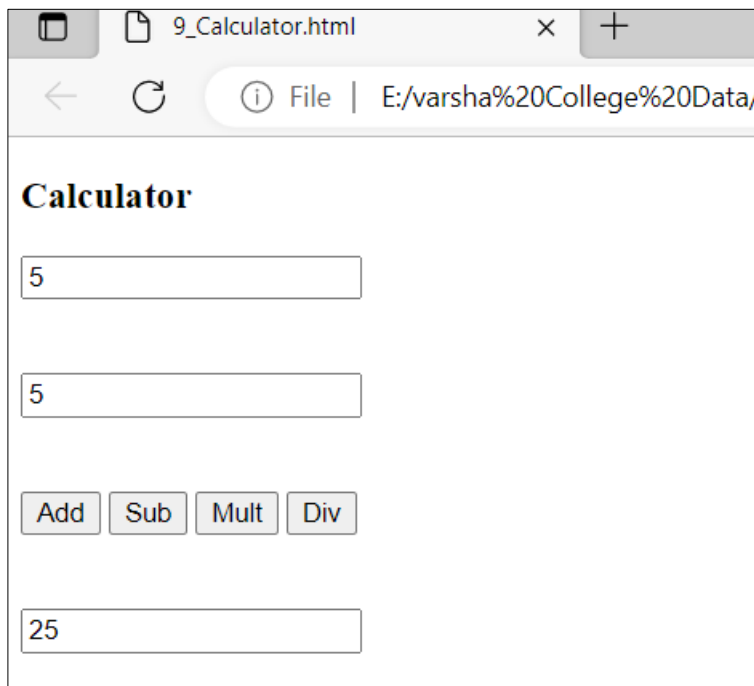 9_Calculator.html
File | E:/varsha%20College%20Data/
Calculator
5
5
Add Sub Mult Div
25